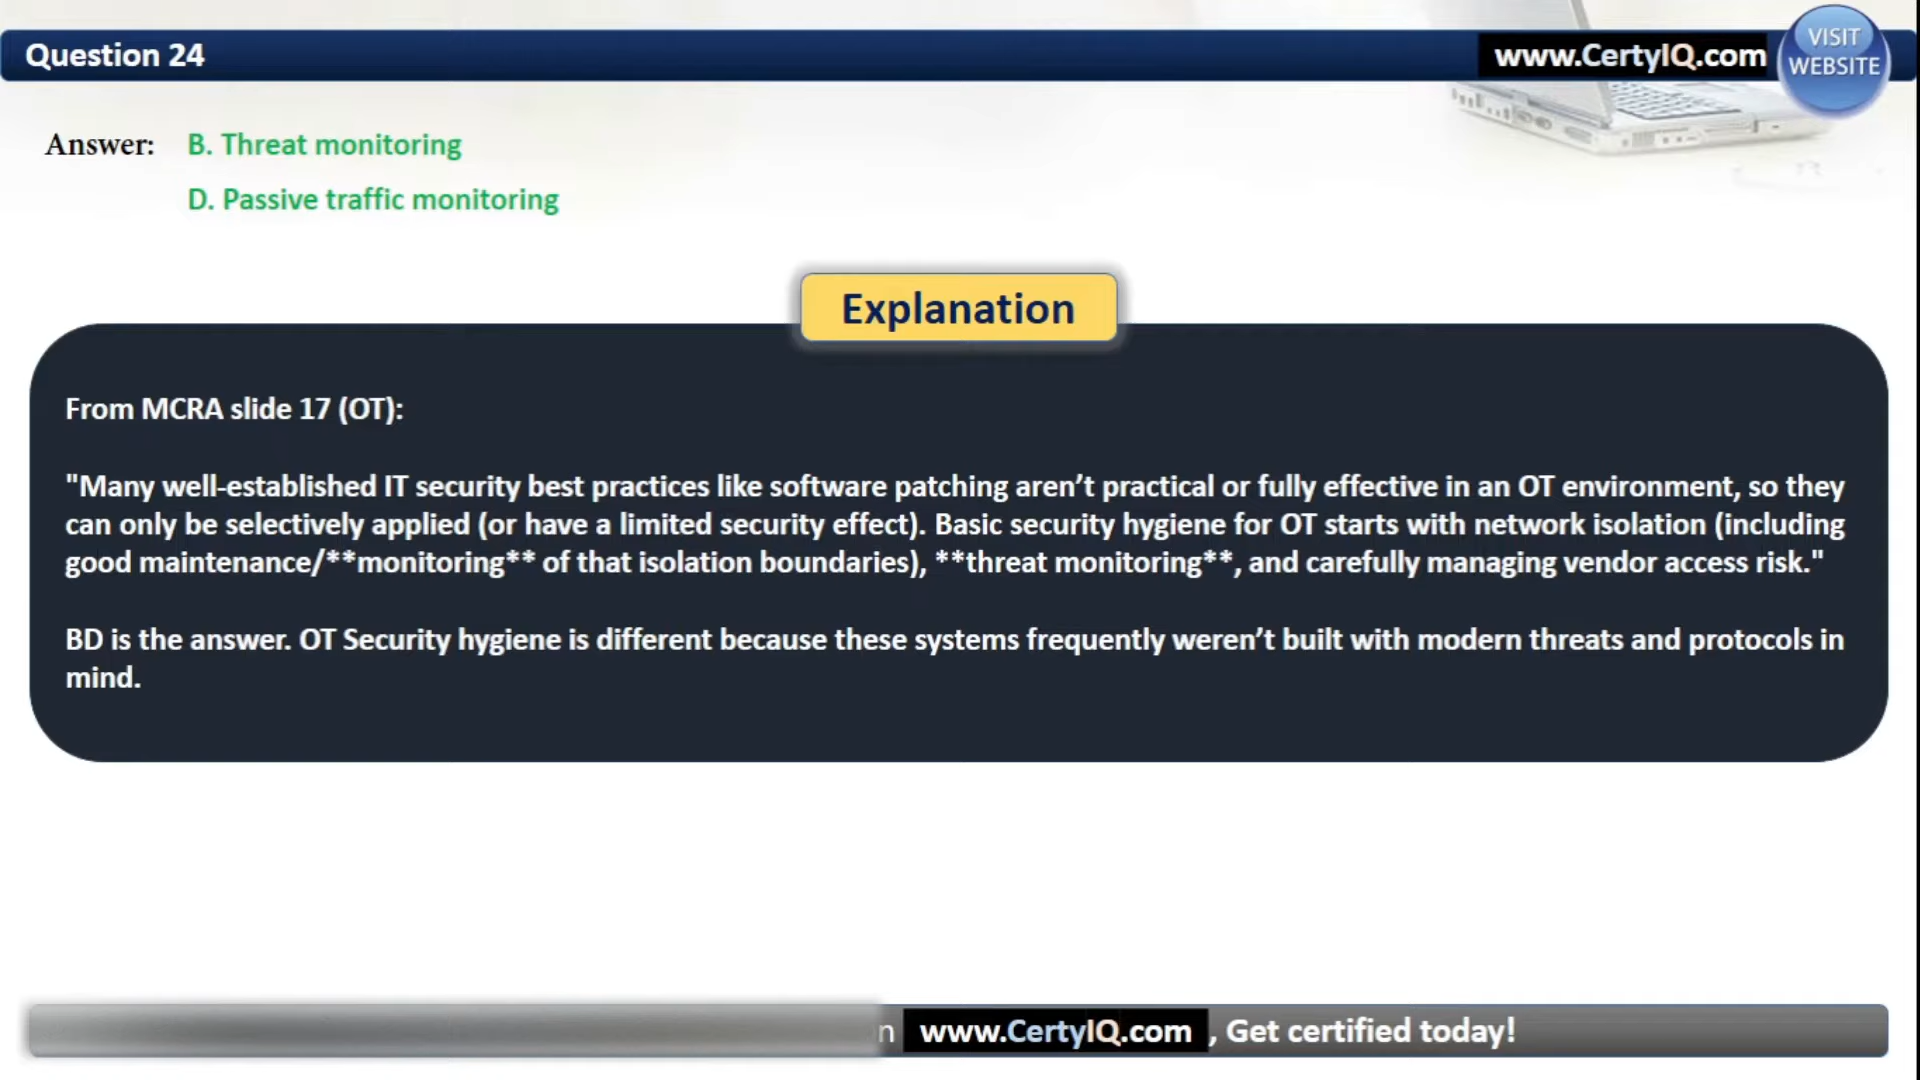 Question 24
www.CertyIQ.com
VISIT
WEBSITE
Answer: B. Threat monitoring
D. Passive traffic monitoring
Explanation
From MCRA slide 17 (OT):
"Many well-established IT security best practices like software patching aren’t practical or fully effective in an OT environment, so they
can only be selectively applied (or have a limited security effect). Basic security hygiene for OT starts with network isolation (including
good maintenance/**monitoring** of that isolation boundaries), **threat monitoring**, and carefully managing vendor access risk."
BD is the answer. OT Security hygiene is different because these systems frequently weren’t built with modern threats and protocols in
mind.
www.CertyIQ.com , Get certified today!